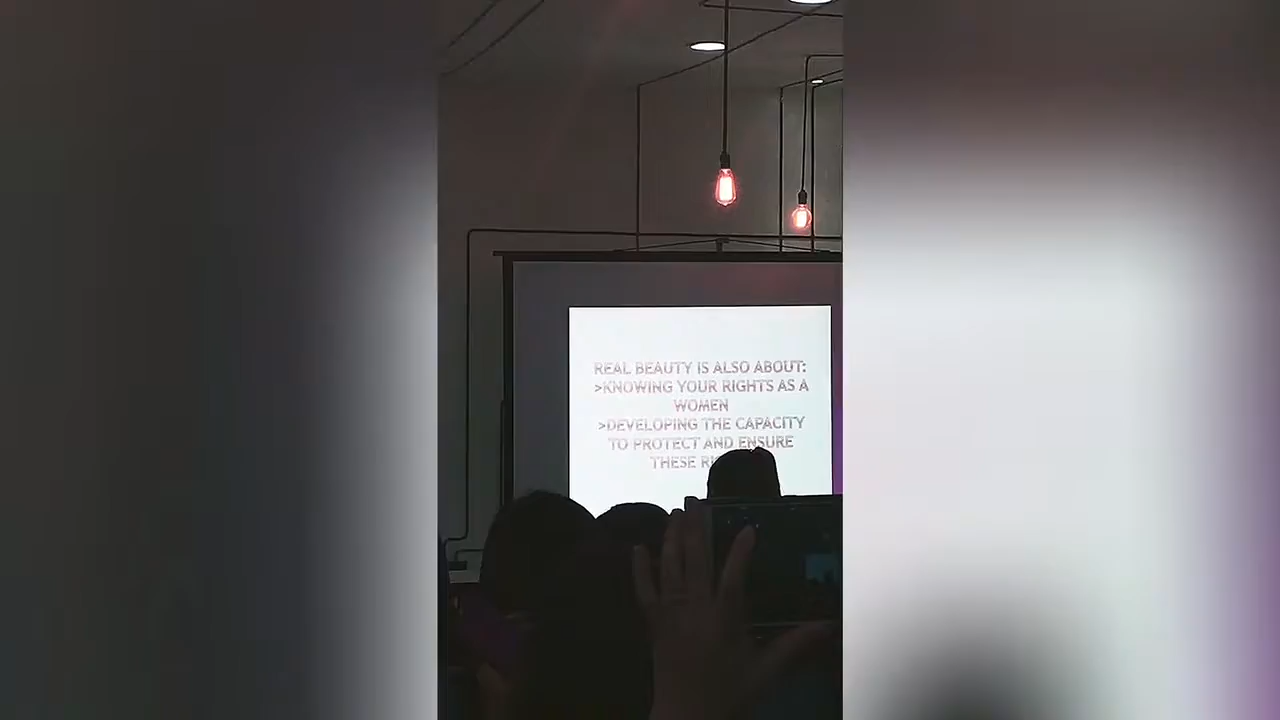 REAL BEAUTY IS ALSO ABOUT:
>KNOWING YOUR RIGHTS AS A
WOMEN
>DEVELOPING THE CAPACITY
TO PROTECT AND ENSURE
THESE